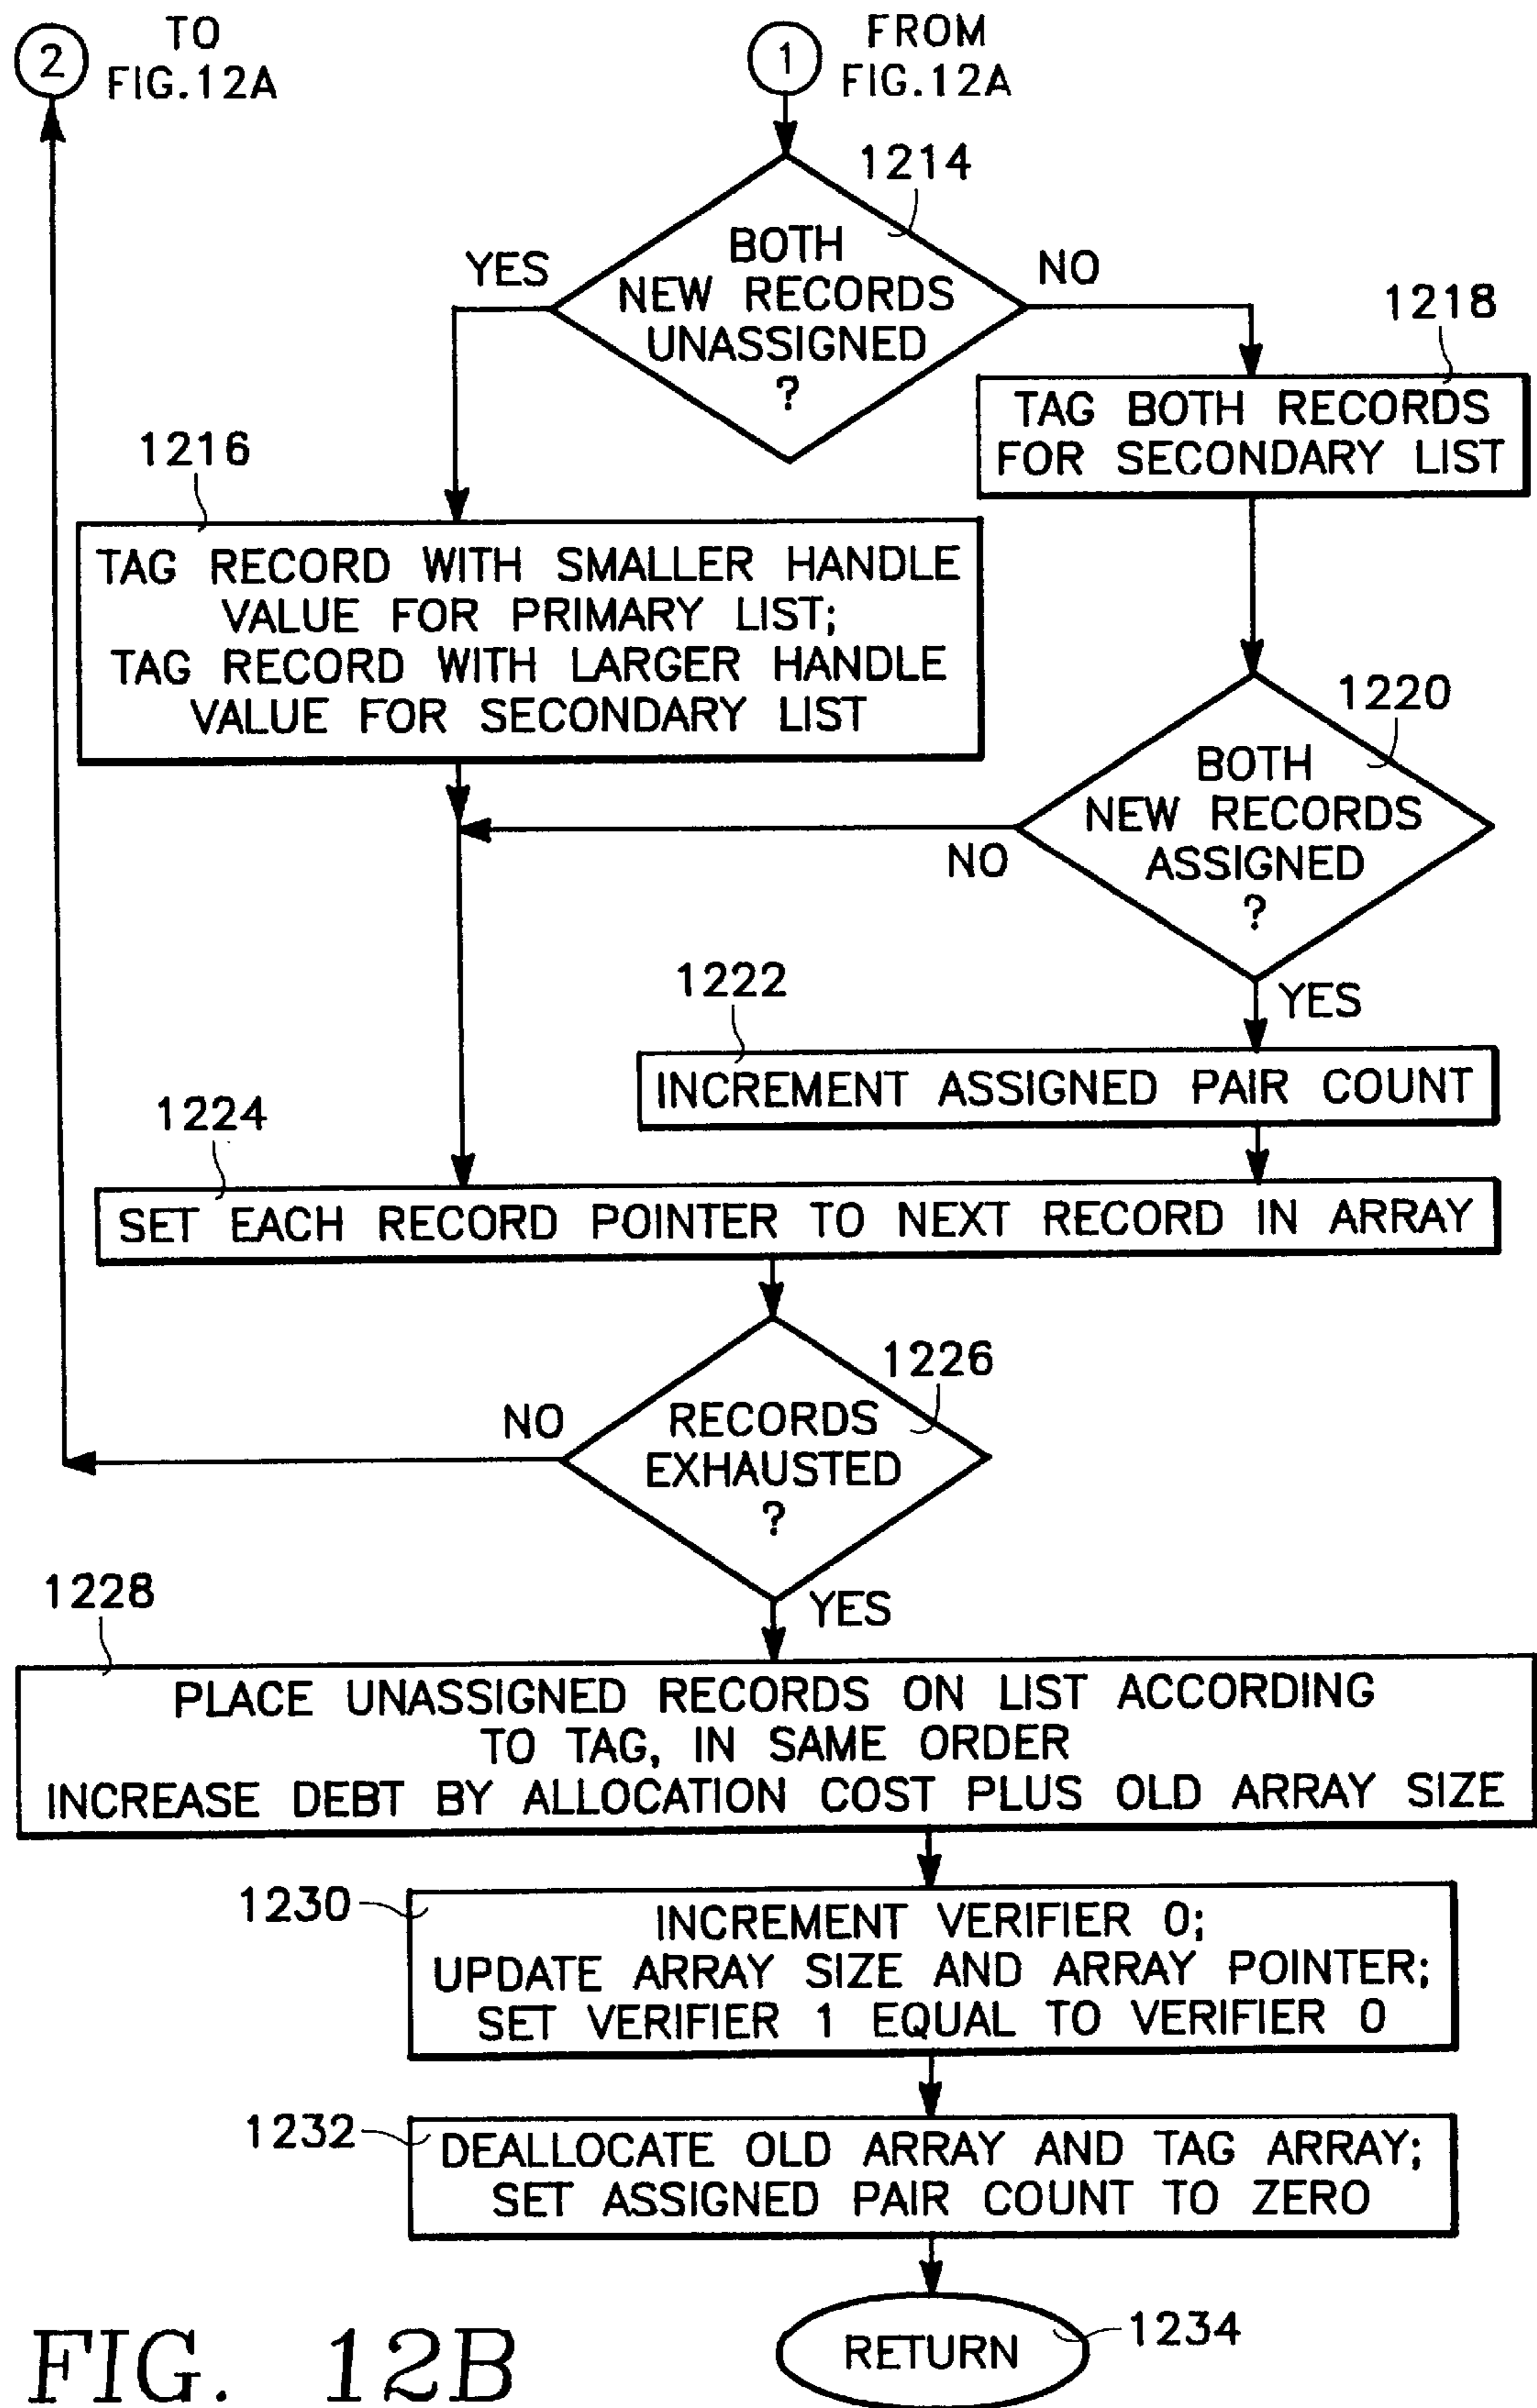 2 TO
FIG.12A
1 FROM
FIG.12A
1214
BOTH
NEW RECORDS
UNASSIGNED
?
YES
NO
1218
TAG BOTH RECORDS
FOR SECONDARY LIST
1216
TAG RECORD WITH SMALLER HANDLE
VALUE FOR PRIMARY LIST;
TAG RECORD WITH LARGER HANDLE
VALUE FOR SECONDARY LIST
1220
BOTH
NEW RECORDS
ASSIGNED
?
NO
YES
1222
INCREMENT ASSIGNED PAIR COUNT
1224
SET EACH RECORD POINTER TO NEXT RECORD IN ARRAY
1226
RECORDS
EXHAUSTED
?
NO
YES
1228
PLACE UNASSIGNED RECORDS ON LIST ACCORDING
TO TAG, IN SAME ORDER
INCREASE DEBT BY ALLOCATION COST PLUS OLD ARRAY SIZE
1230
INCREMENT VERIFIER 0;
UPDATE ARRAY SIZE AND ARRAY POINTER;
SET VERIFIER 1 EQUAL TO VERIFIER 0
1232
DEALLOCATE OLD ARRAY AND TAG ARRAY;
SET ASSIGNED PAIR COUNT TO ZERO
RETURN
1234
FIG. 12B